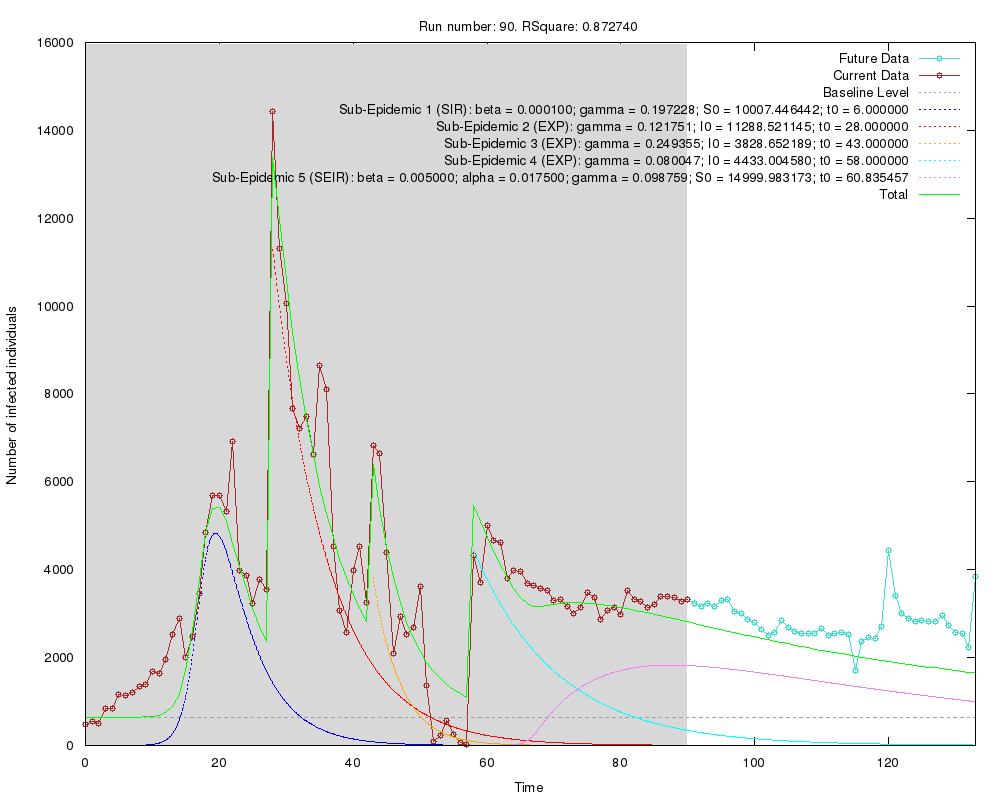 Run number: 90. RSquare: 0.872740
16000
14000
12000
10000
8000
6000
4000
2000
0
Number of infected individuals
Future Data
Current Data
Baseline Level
Sub-Epidemic 1 (SIR): beta = 0.000100; gamma = 0.197228; S0 = 10007.446442; t0 = 6.000000
Sub-Epidemic 2 (EXP): gamma = 0.121751; I0 = 11288.521145; t0 = 28.000000
Sub-Epidemic 3 (EXP): gamma = 0.249355; I0 = 3828.652189; t0 = 43.000000
Sub-Epidemic 4 (EXP): gamma = 0.080047; I0 = 4433.004580; t0 = 58.000000
Sub-Epidemic 5 (SEIR): beta = 0.005000; alpha = 0.017500; gamma = 0.098759; S0 = 14999.983173; t0 = 60.835457
Total
0 20 40 60 80 100 120
Time